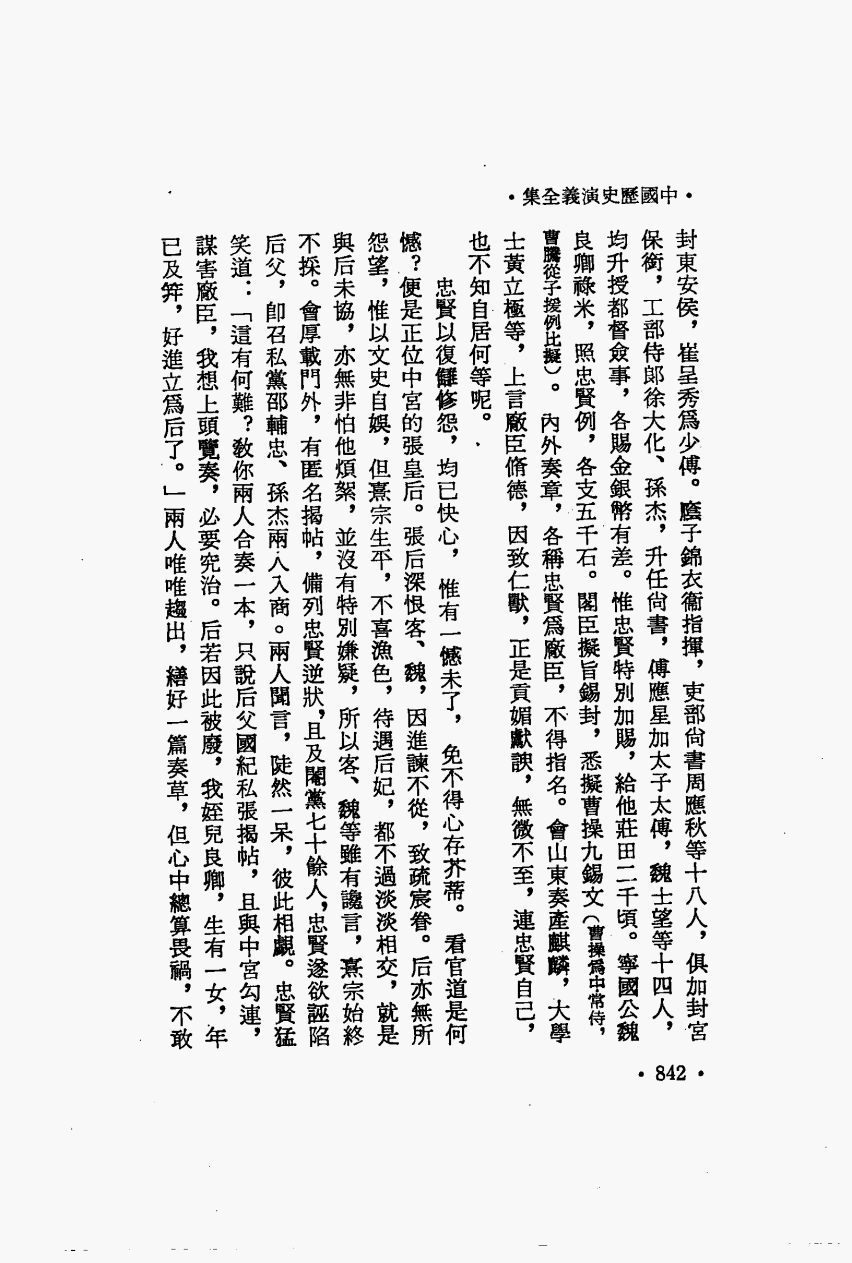 •中國歷史演義全集•
封東安侯，崔呈秀爲少傅。廕子錦衣衞指揮，吏部尙書周應秋等十八人，俱加封宮
保銜，工部侍郎徐大化、孫杰，升任尙書，傅應星加太子太傅，魏士望等十四人，
均升授都督僉事，各賜金銀幣有差。惟忠賢特別加賜，給他莊田二千頃。寧國公魏
良卿祿米，照忠賢例，各支五千石。閣臣擬旨錫封，悉擬曹操九錫文（曹操爲中常侍，
曹騰從子援例比擬）。內外奏章，各稱忠賢爲廠臣，不得指名。會山東奏產麒麟，大學
士黃立極等，上言廠臣脩德，因致仁獸，正是貢媚獻諛，無微不至，連忠賢自己，
也不知自居何等呢。
忠賢以復讎修怨，均已快心，惟有一憾未了，免不得心存芥蒂。看官道是何
憾？便是正位中宮的張皇后。張后深恨客、魏，因進諫不從，致疏宸眷。后亦無所
怨望，惟以文史自娛，但熹宗生平，不喜漁色，待遇后妃，都不過淡淡相交，就是
與后未協，亦無非怕他煩絮，並沒有特別嫌疑，所以客、魏等雖有讒言，熹宗始終
不採。會厚載門外，有匿名揭帖，備列忠賢逆狀，且及閹黨七十餘人，忠賢遂欲誣陷
后父，卽召私黨邵輔忠、孫杰兩人入商。兩人聞言，陡然一呆，彼此相覷。忠賢猛
笑道：「這有何難？敎你兩人合奏一本，只說后父國紀私張揭帖，且與中宮勾連，
謀害廠臣，我想上頭覽奏，必要究治。后若因此被廢，我姪兒良卿，生有一女，年
已及笄，好進立爲后了。」兩人唯唯趨出，繕好一篇奏草，但心中總算畏禍，不敢
•842•